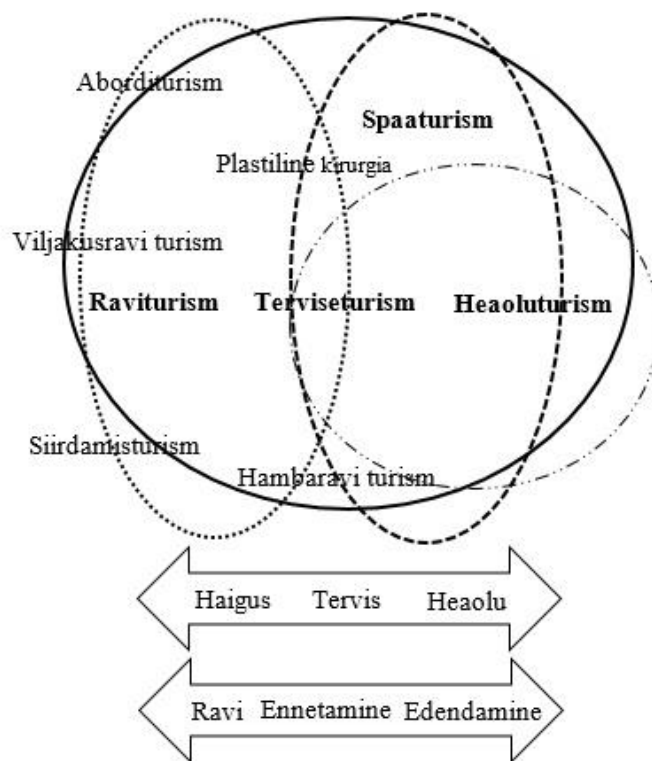 Aborditurism
Spaaturism
Plastiline kirurgia
Viljakusravi turism
Raviturism Terviseturism Heaoluturism
Siirdamisturism
Hambaravi turism
Haigus Tervis Heaolu
Ravi Ennetamine Edendamine